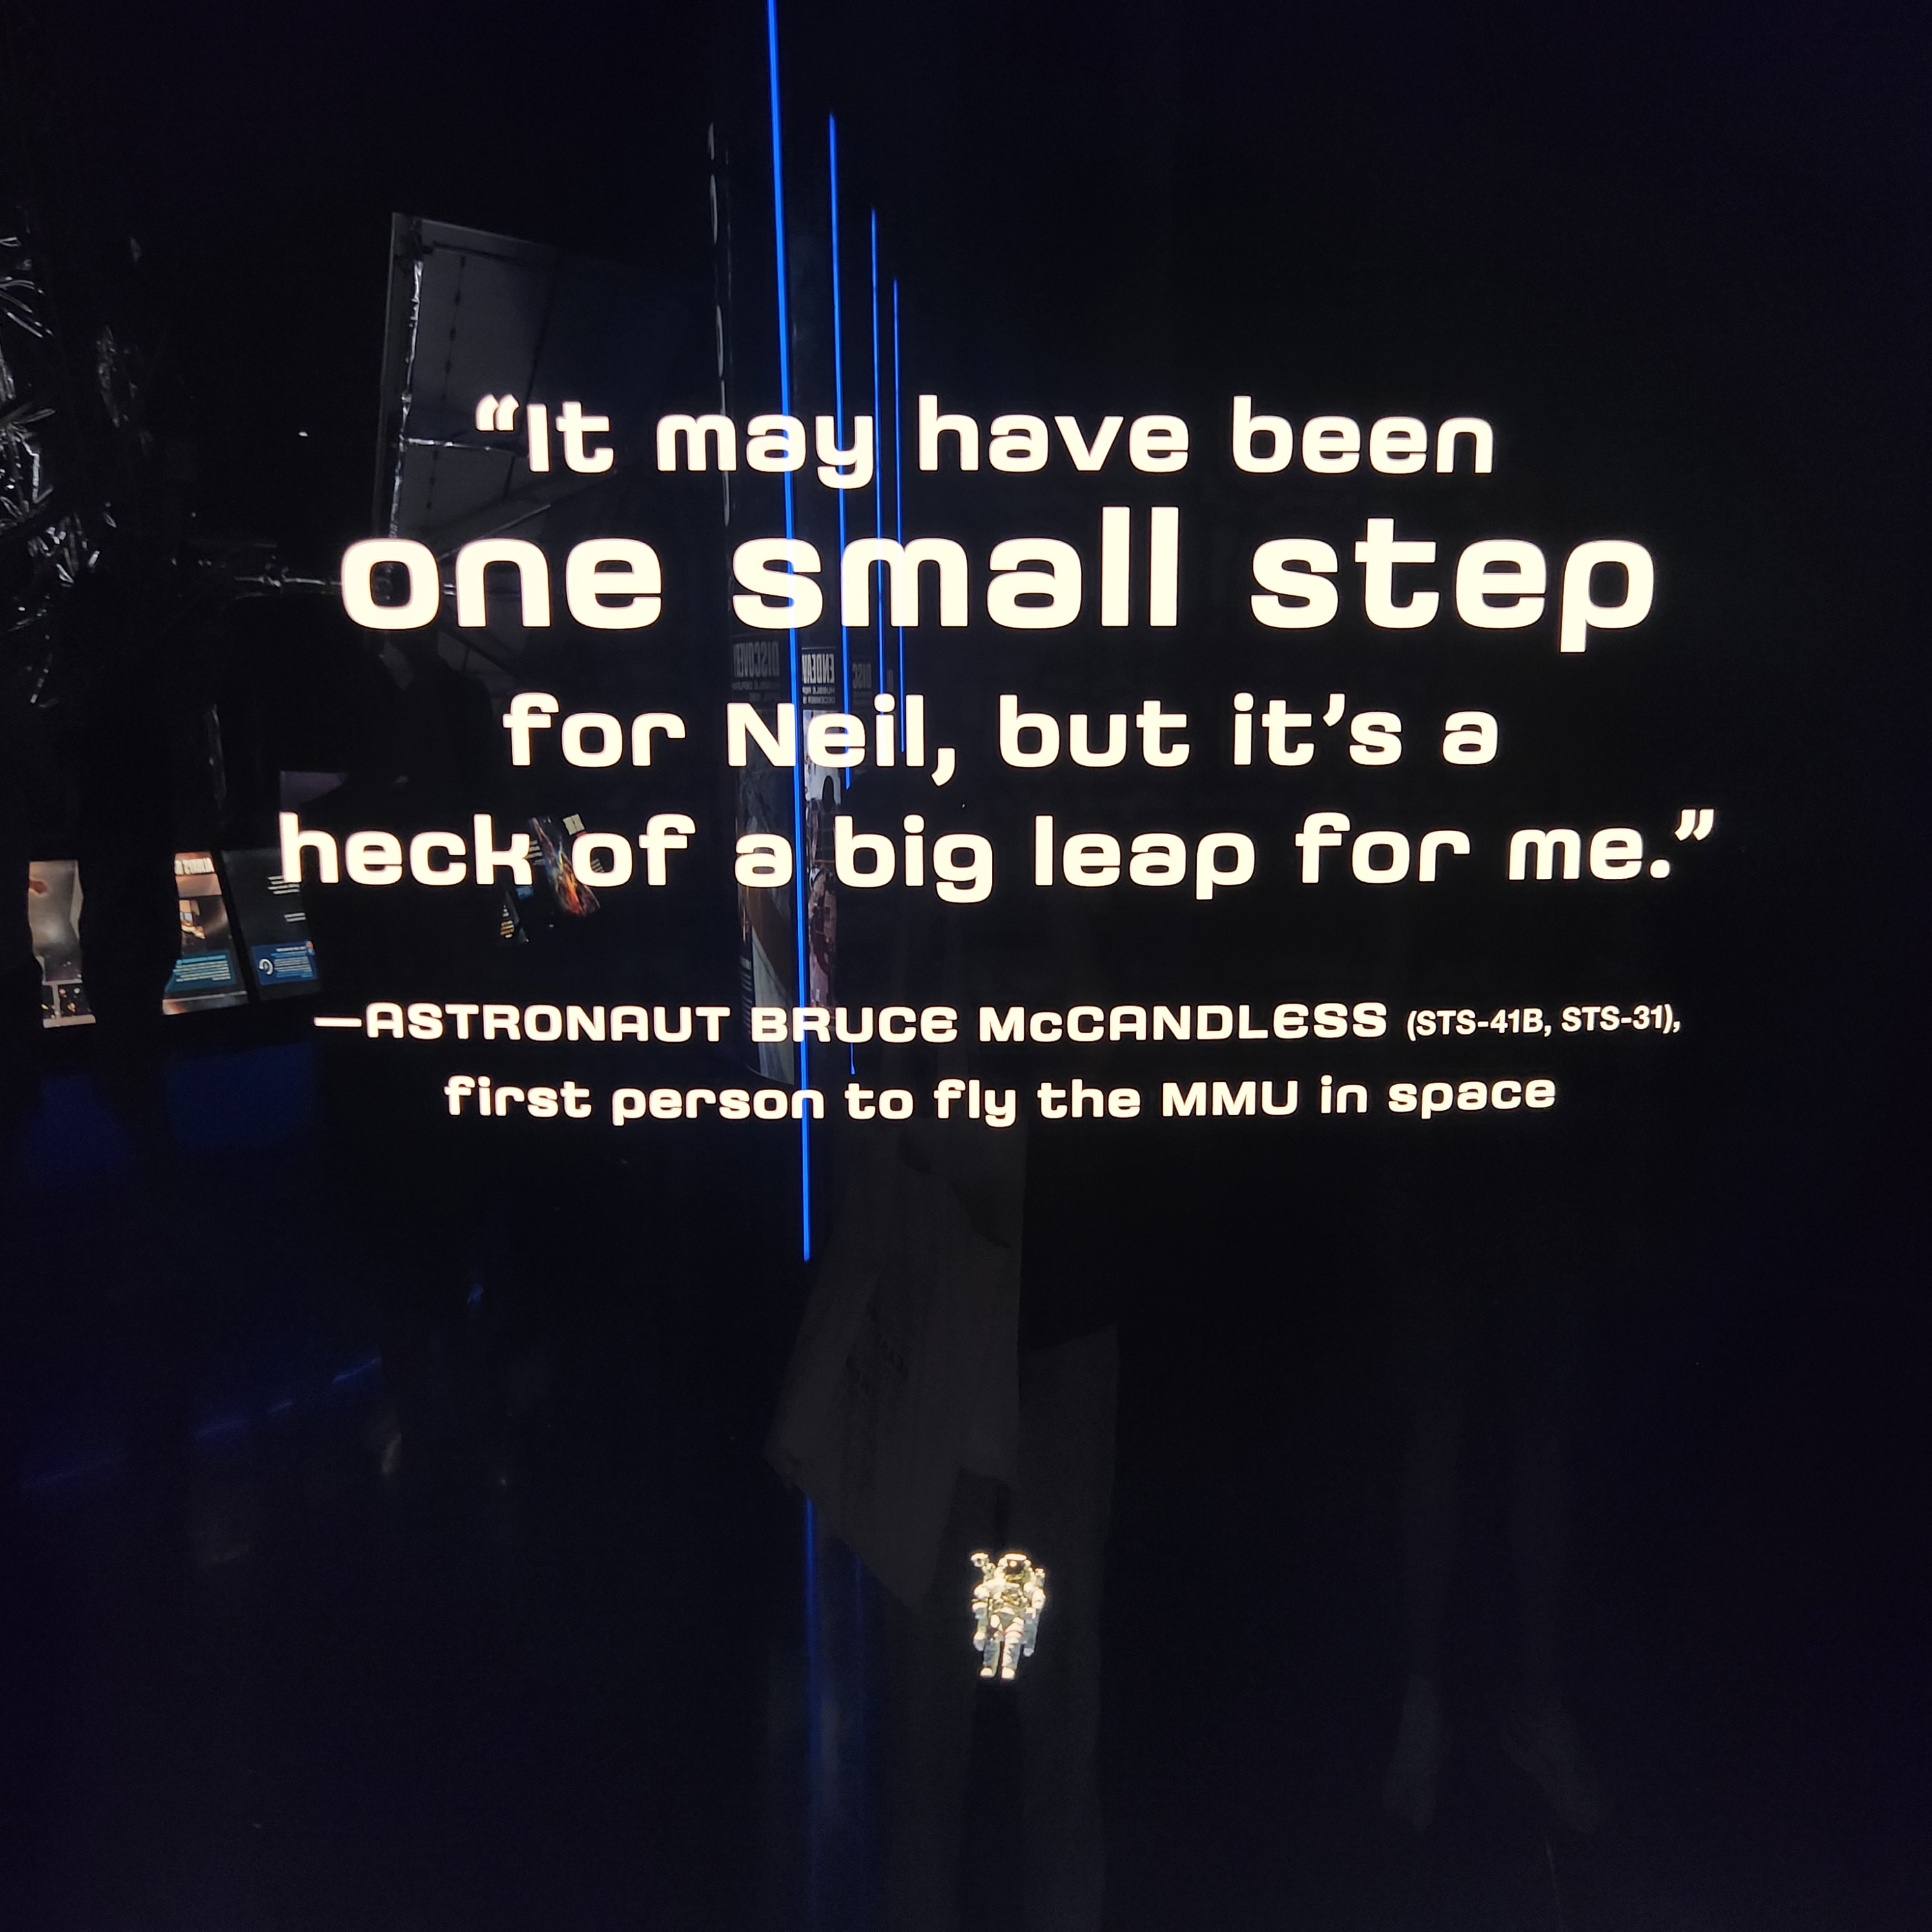 “It may have been
one small step
for Neil, but it’s a
heck of a big leap for me.”
—ASTRONAUT BRUCE McCANDLESS (STS-41B, STS-31),
first person to fly the MMU in space